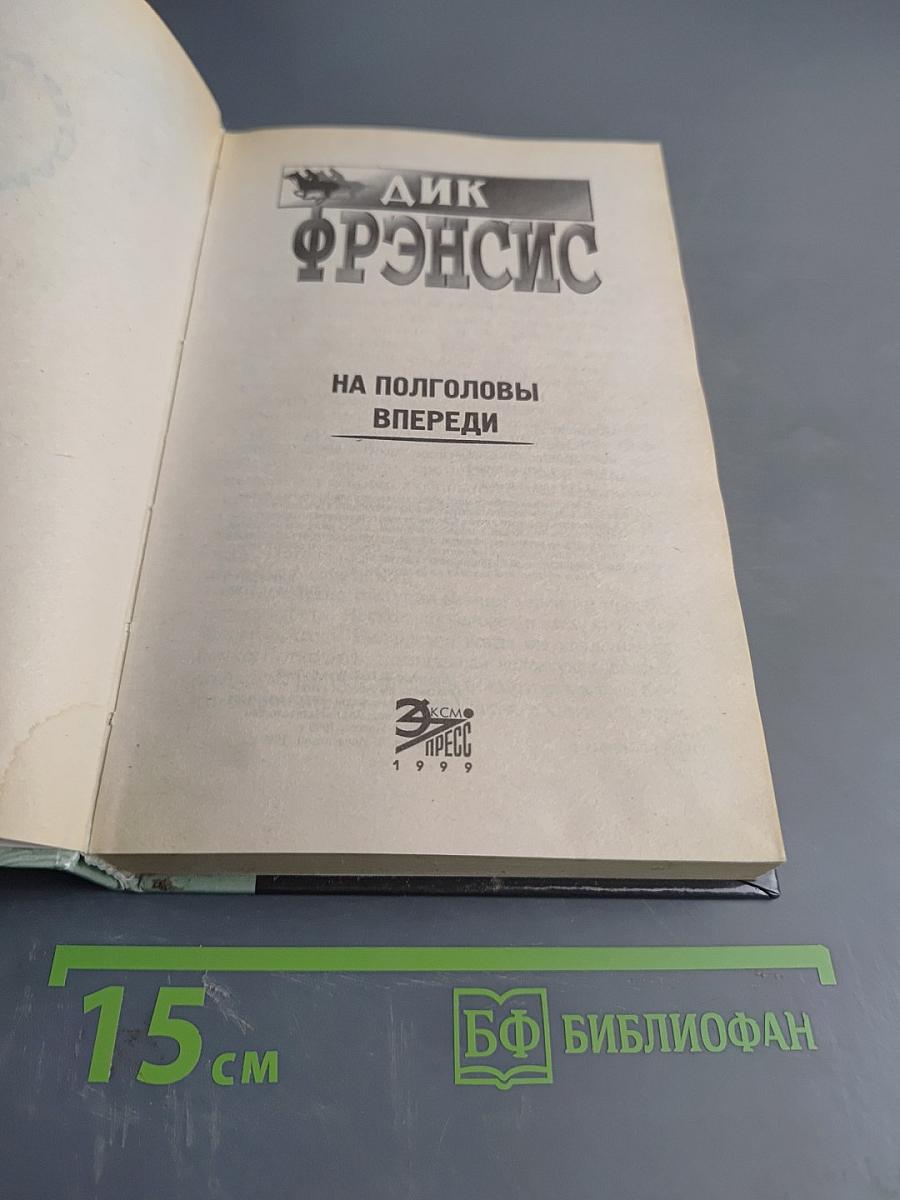 ДИК
ФРЭНСИС
НА ПОЛГОЛОВЫ
ВПЕРЕДИ
ЭКСМО
ПРЕСС
1999
15 см
БФ БИБЛИОФАН